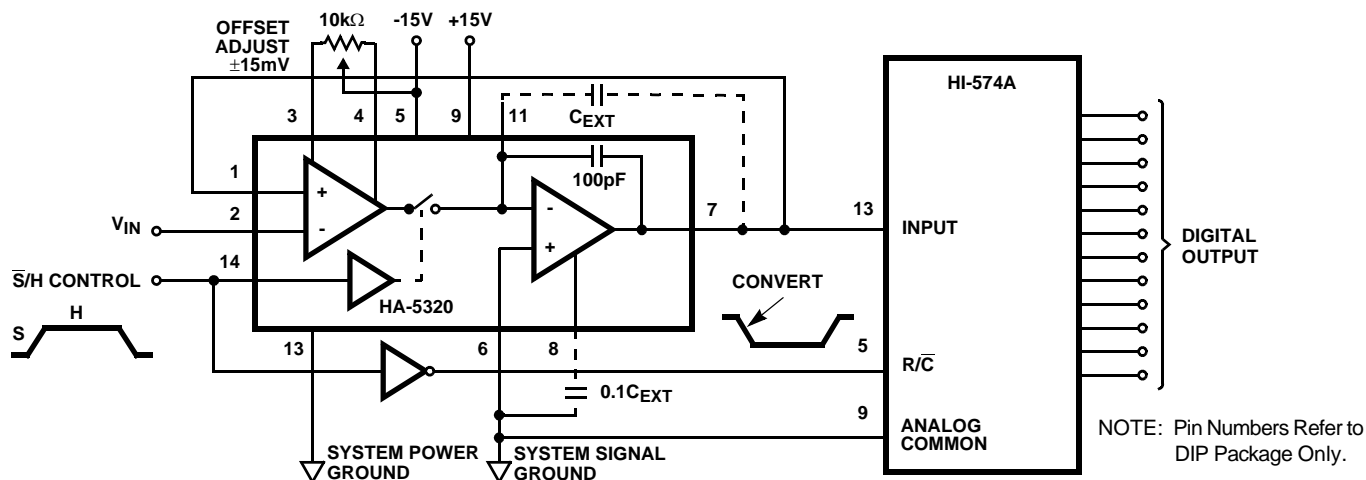 10kΩ
-15V
+15V
OFFSET
ADJUST
±15mV
HI-574A
3
4
5
9
11
C_EXT
100pF
1
+
-
2
V_IN
-
+
7
13
INPUT
14
S̅/H CONTROL
HA-5320
DIGITAL
OUTPUT
H
S
CONVERT
13
6
8
5
R/C̅
0.1C_EXT
9
ANALOG
COMMON
SYSTEM POWER
GROUND
SYSTEM SIGNAL
GROUND
NOTE: Pin Numbers Refer to
DIP Package Only.